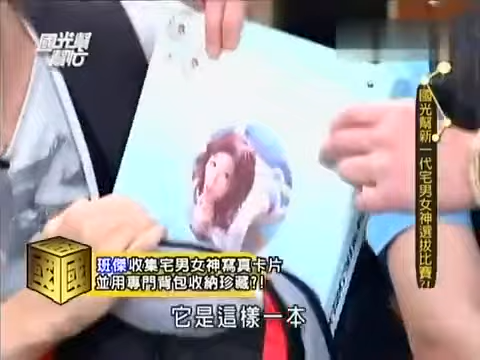 國光幫幫忙
國光幫新一代宅男女神選拔比賽
國國
班傑收集宅男女神寫真卡片
並用專門背包收納珍藏?!
它是這樣一本